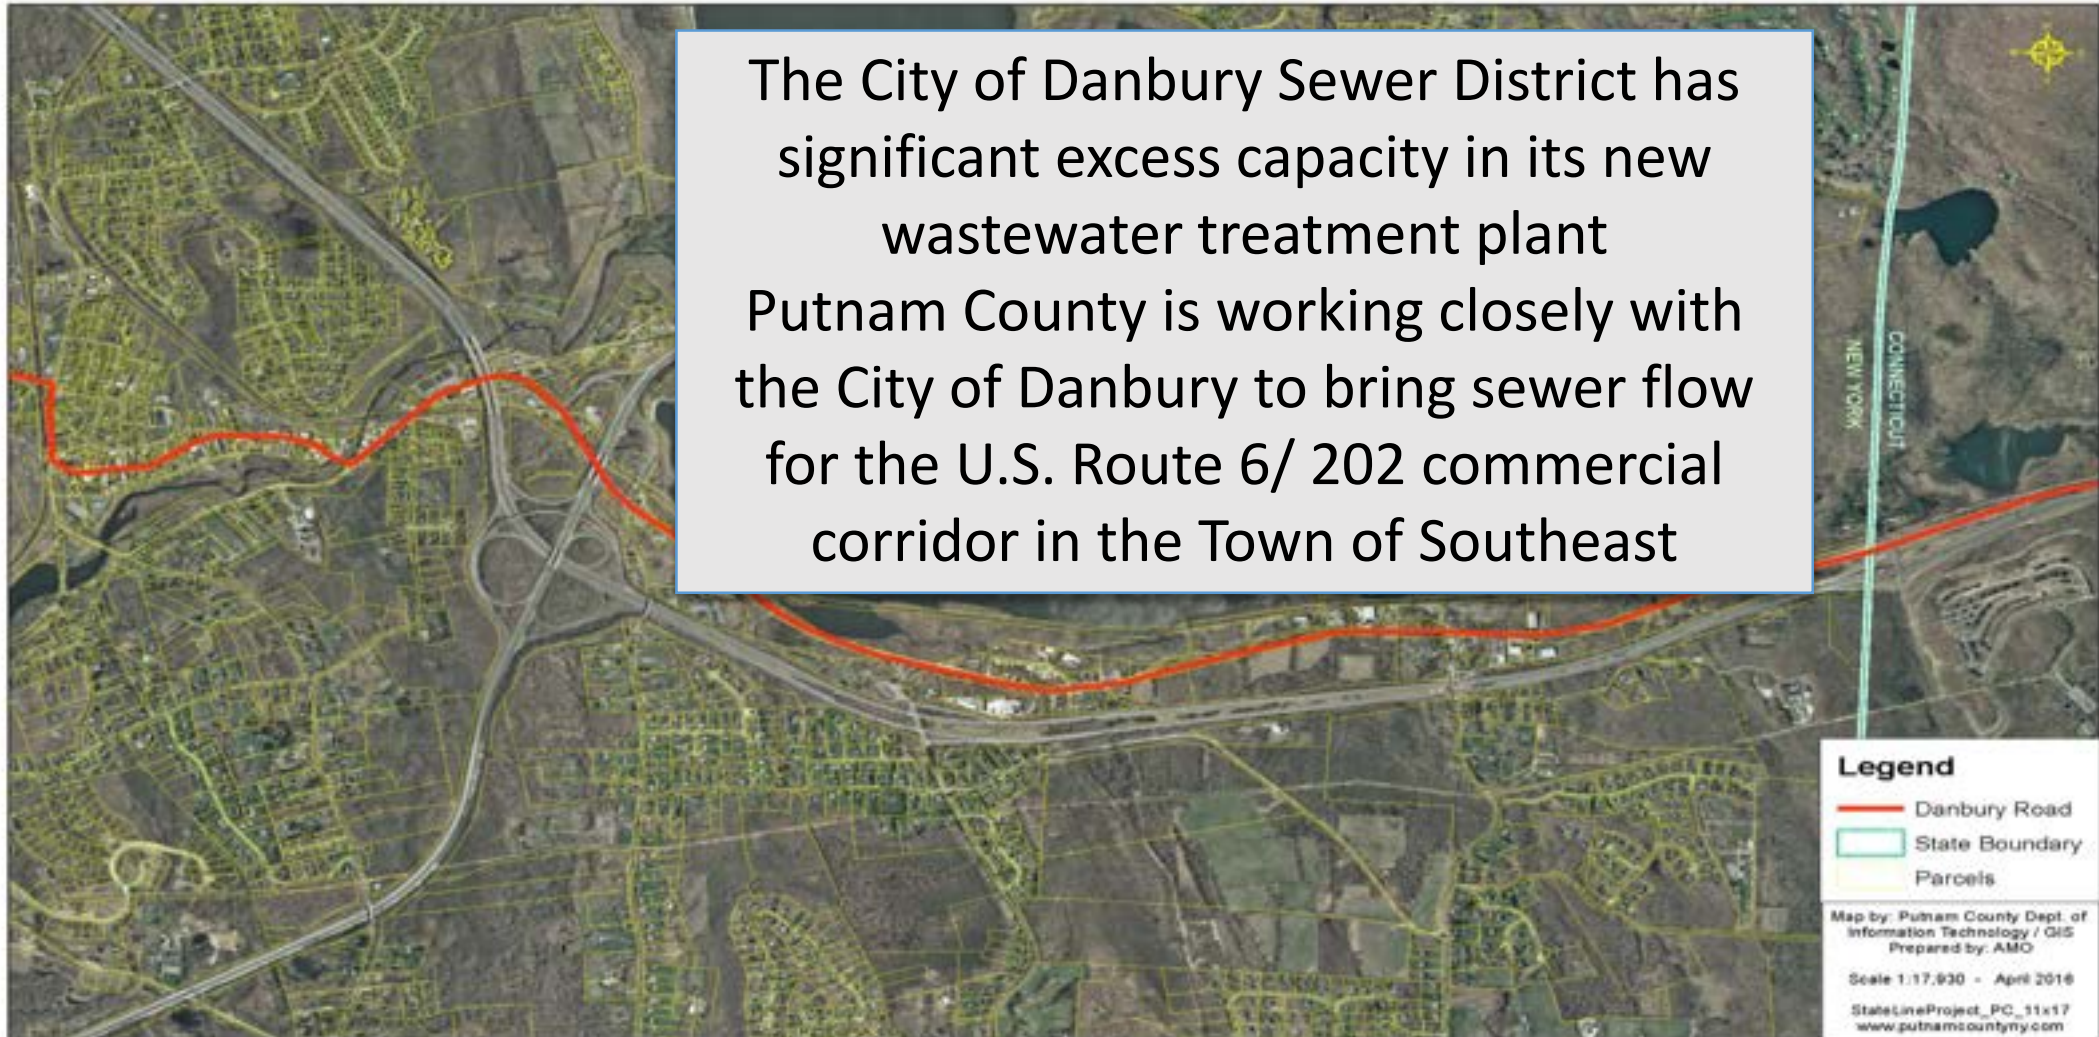 The City of Danbury Sewer District has
significant excess capacity in its new
wastewater treatment plant
Putnam County is working closely with
the City of Danbury to bring sewer flow
for the U.S. Route 6/ 202 commercial
corridor in the Town of Southeast
CONNECTICUT
NEW YORK
Legend
Danbury Road
State Boundary
Parcels
Map by: Putnam County Dept. of
Information Technology / GIS
Prepared by: AMO
Scale 1:17,930 - April 2016
StateLineProject_PC_11x17
www.putnamcountyny.com